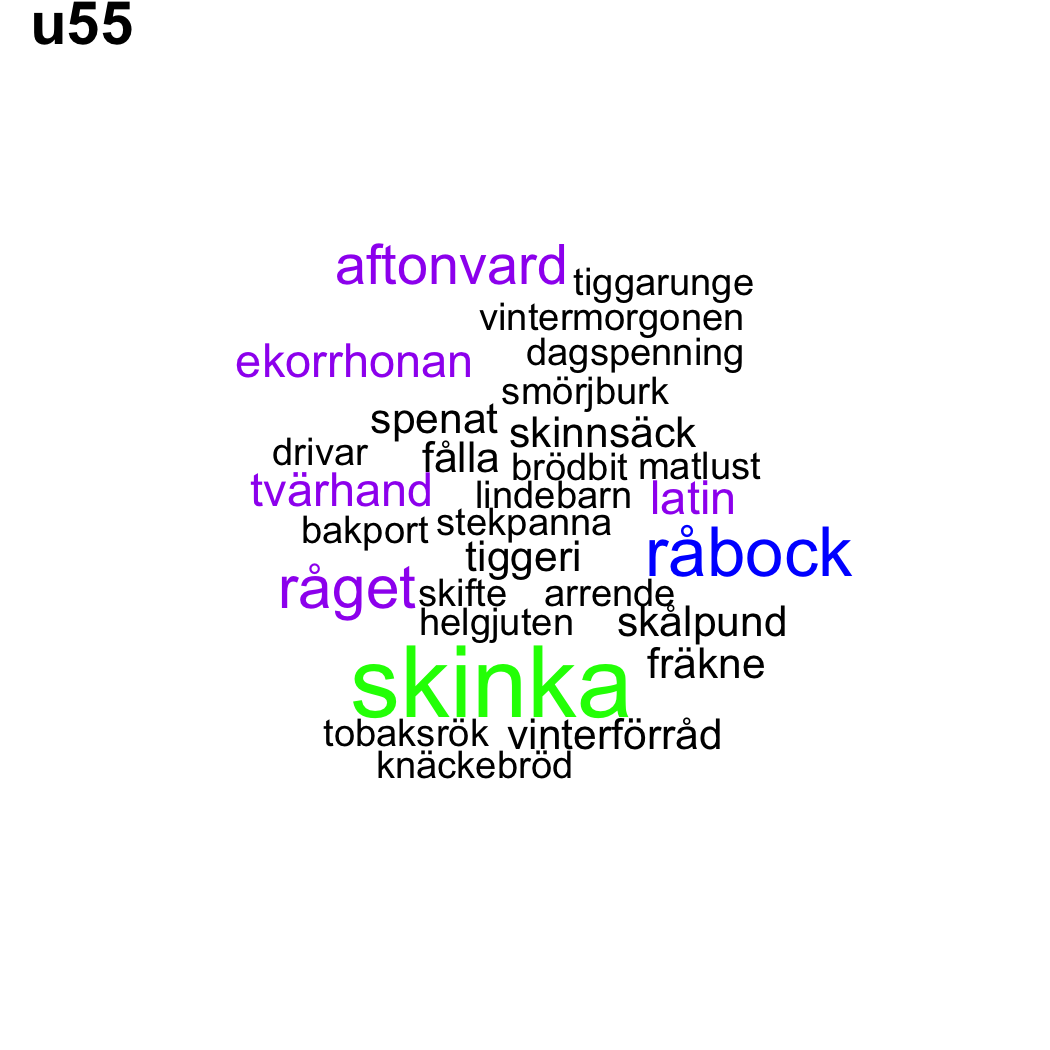 u55
aftonvard
tiggarunge
vintermorgonen
ekorrhonan
dagspenning
smörjburk
spenat
skinnsäck
drivar
fålla
brödbit
matlust
tvärhand
lindebarn
latin
bakport
stekpanna
råbock
tiggeri
råget
skifte
arrende
helgjuten
skålpund
skinka
fräkne
tobaksrök
vinterförråd
knäckebröd